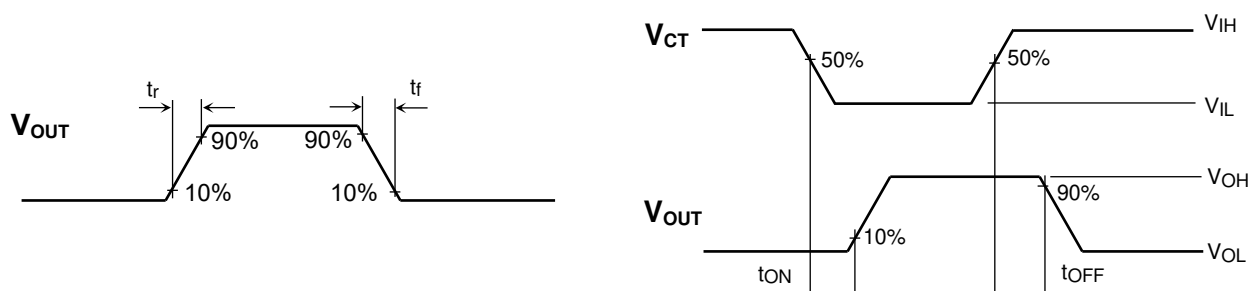 tr
tf
VOUT
90%
90%
10%
10%
VCT
50%
50%
VIH
VIL
VOUT
10%
90%
VOH
VOL
tON
tOFF